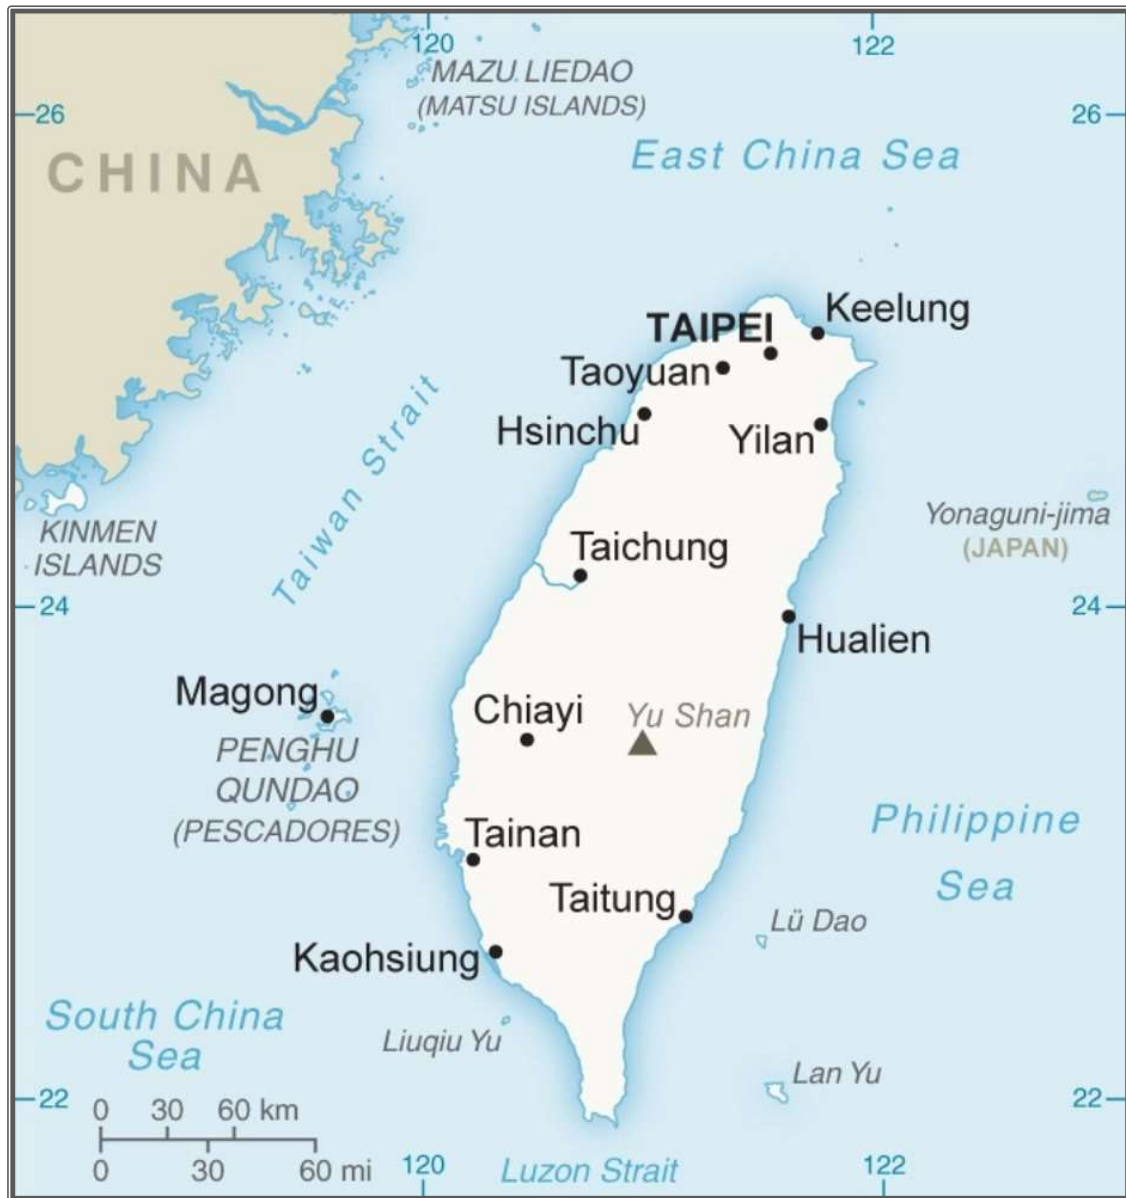 120
122
MAZU LIEDAO
(MATSU ISLANDS)
26
26
East China Sea
CHINA
Keelung
TAIPEI
Taoyuan
Hsinchu
Yilan
Taiwan Strait
KINMEN
ISLANDS
Yonaguni-jima
(JAPAN)
Taichung
24
24
Hualien
Magong
Chiayi
Yu Shan
PENGHU
QUNDAO
(PESCADORES)
Philippine
Sea
Tainan
Taitung
Lü Dao
Kaohsiung
South China
Sea
Liuqiu Yu
Lan Yu
22
22
0 30 60 km
0 30 60 mi
120
122
Luzon Strait